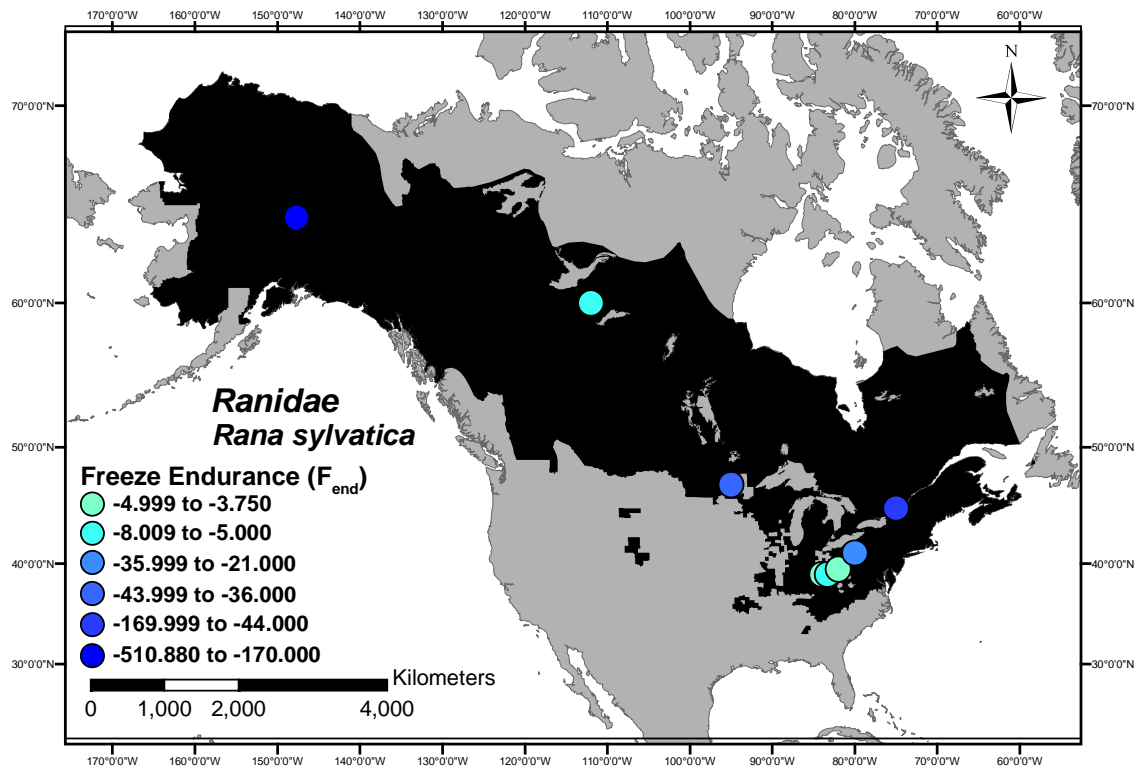 170°0'0"W 160°0'0"W 150°0'0"W 140°0'0"W 130°0'0"W 120°0'0"W 110°0'0"W 100°0'0"W 90°0'0"W 80°0'0"W 70°0'0"W 60°0'0"W
N
70°0'0"N 70°0'0"N
60°0'0"N 60°0'0"N
Ranidae
Rana sylvatica
50°0'0"N 50°0'0"N
Freeze Endurance (Fend)
-4.999 to -3.750
-8.009 to -5.000
-35.999 to -21.000
40°0'0"N 40°0'0"N
-43.999 to -36.000
-169.999 to -44.000
-510.880 to -170.000
30°0'0"N 30°0'0"N
Kilometers
0 1,000 2,000 4,000
170°0'0"W 160°0'0"W 150°0'0"W 140°0'0"W 130°0'0"W 120°0'0"W 110°0'0"W 100°0'0"W 90°0'0"W 80°0'0"W 70°0'0"W 60°0'0"W